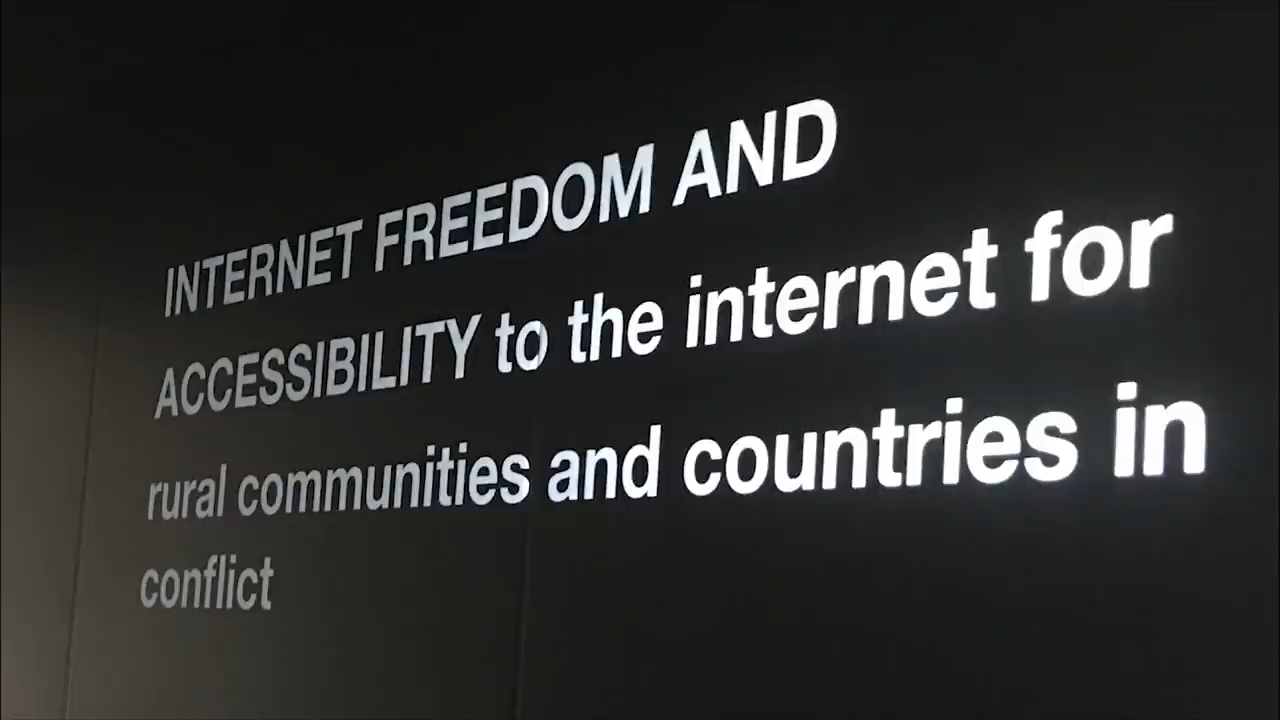 INTERNET FREEDOM AND
ACCESSIBILITY to the internet for
rural communities and countries in
conflict